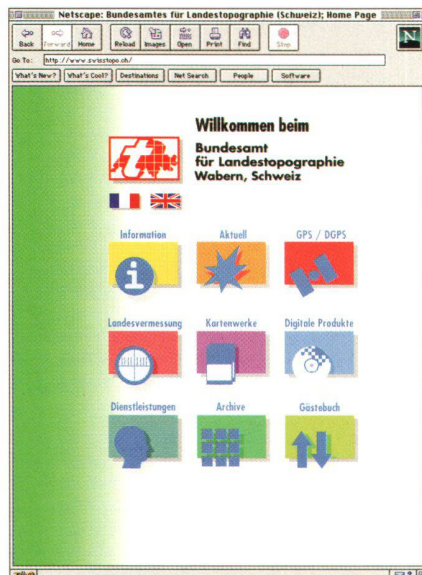 Netscape: Bundesamtes für Landestopographie (Schweiz); Home Page
Back Forward Home Reload Images Open Print Find Stop
N
Go To: http://www.swisstopo.ch/
What's New? What's Cool? Destinations Net Search People Software
Willkommen beim
Bundesamt
für Landestopographie
Wabern, Schweiz
Information Aktuell GPS / DGPS
i
Landesvermessung Kartenwerke Digitale Produkte
Dienstleistungen Archive Gästebuch